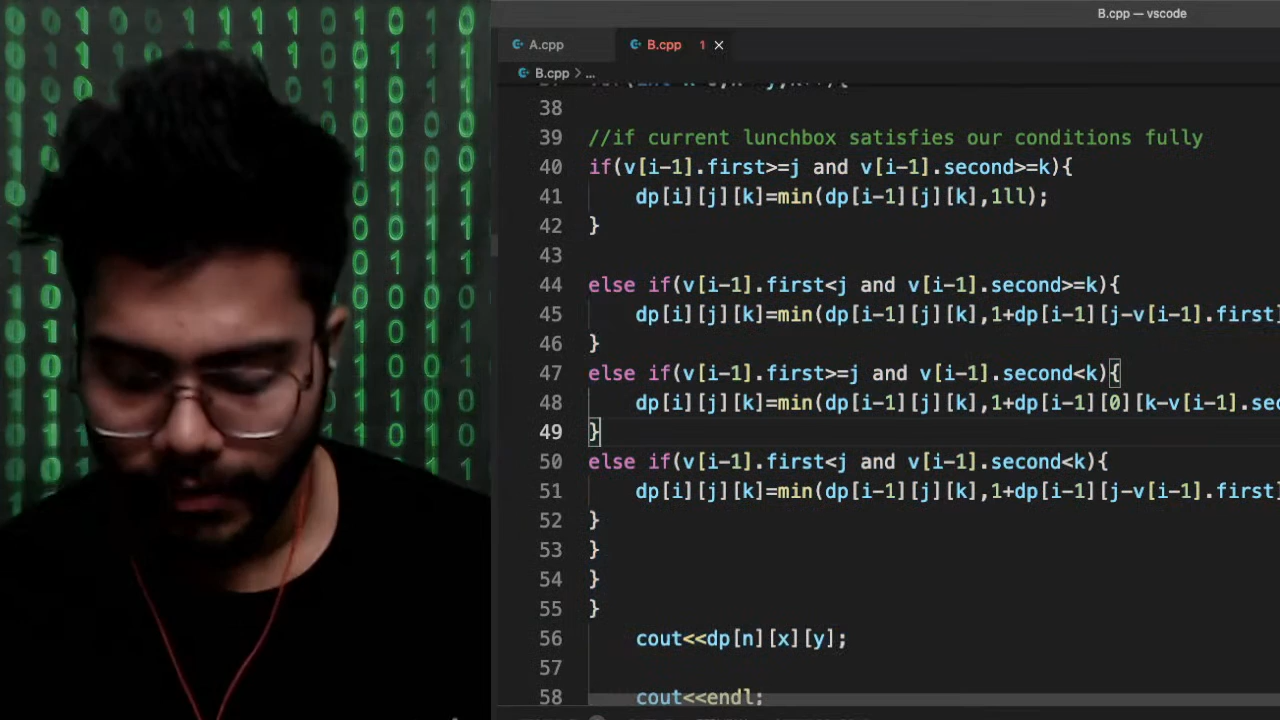 B.cpp — vscode
A.cpp
B.cpp 1 ×
B.cpp > ...
38
39 //if current lunchbox satisfies our conditions fully
40 if(v[i-1].first>=j and v[i-1].second>=k){
41 dp[i][j][k]=min(dp[i-1][j][k],1ll);
42 }
43
44 else if(v[i-1].first<j and v[i-1].second>=k){
45 dp[i][j][k]=min(dp[i-1][j][k],1+dp[i-1][j-v[i-1].first]
46 }
47 else if(v[i-1].first>=j and v[i-1].second<k){
48 dp[i][j][k]=min(dp[i-1][j][k],1+dp[i-1][0][k-v[i-1].sec
49 }
50 else if(v[i-1].first<j and v[i-1].second<k){
51 dp[i][j][k]=min(dp[i-1][j][k],1+dp[i-1][j-v[i-1].first]
52 }
53 }
54 }
55 }
56 cout<<dp[n][x][y];
57
58 cout<<endl;